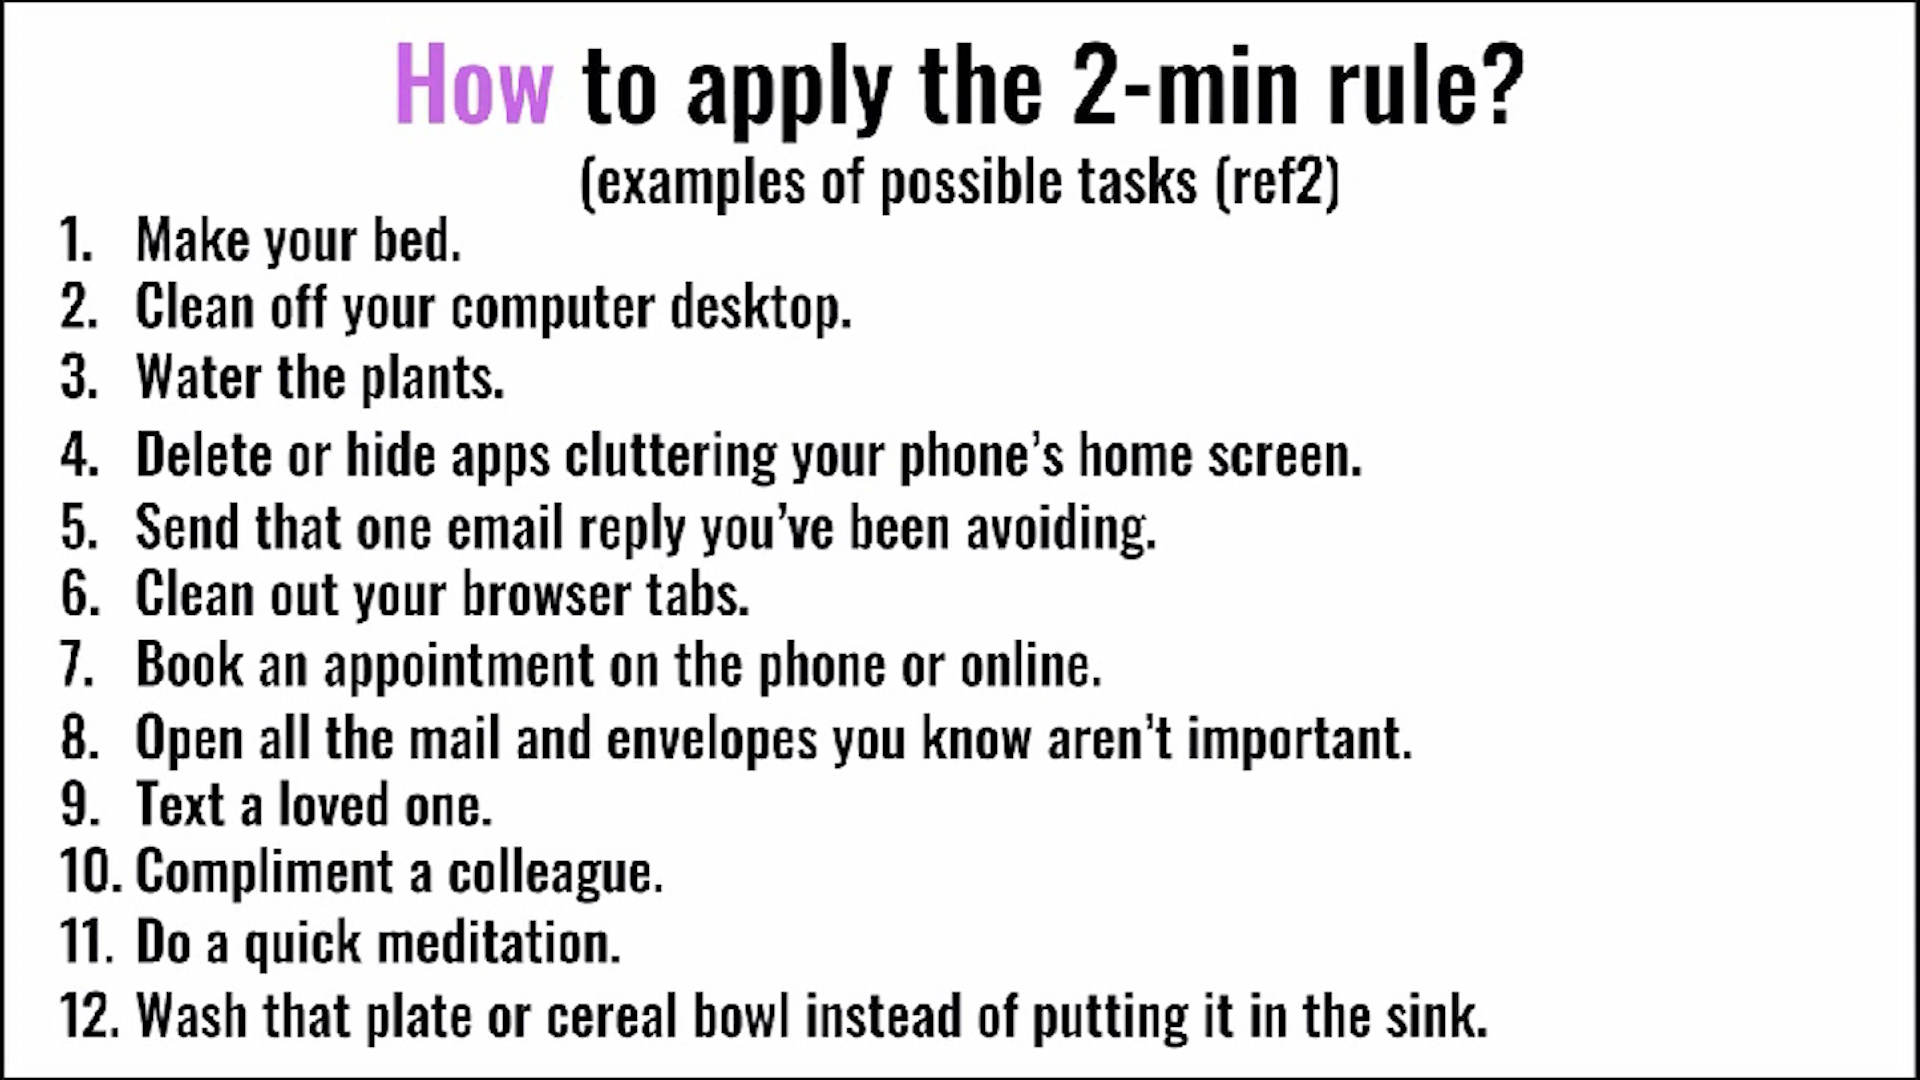 How to apply the 2-min rule?
(examples of possible tasks (ref2)
1. Make your bed.
2. Clean off your computer desktop.
3. Water the plants.
4. Delete or hide apps cluttering your phone’s home screen.
5. Send that one email reply you’ve been avoiding.
6. Clean out your browser tabs.
7. Book an appointment on the phone or online.
8. Open all the mail and envelopes you know aren’t important.
9. Text a loved one.
10. Compliment a colleague.
11. Do a quick meditation.
12. Wash that plate or cereal bowl instead of putting it in the sink.